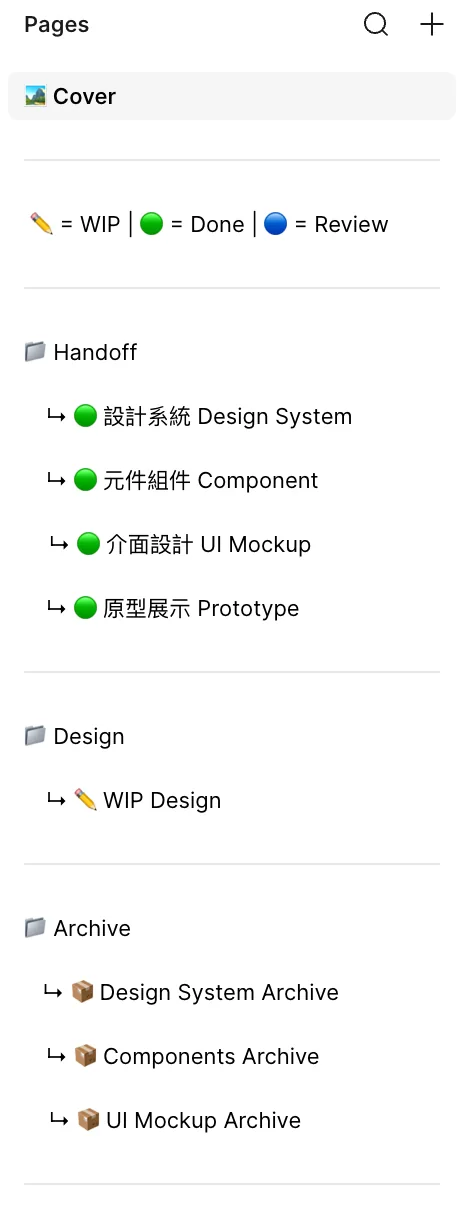 Pages
🏞️ Cover
✏️ = WIP | 🟢 = Done | 🔵 = Review
📁 Handoff
↳ 🟢 設計系統 Design System
↳ 🟢 元件組件 Component
↳ 🟢 介面設計 UI Mockup
↳ 🟢 原型展示 Prototype
📁 Design
↳ ✏️ WIP Design
📁 Archive
↳ 📦 Design System Archive
↳ 📦 Components Archive
↳ 📦 UI Mockup Archive